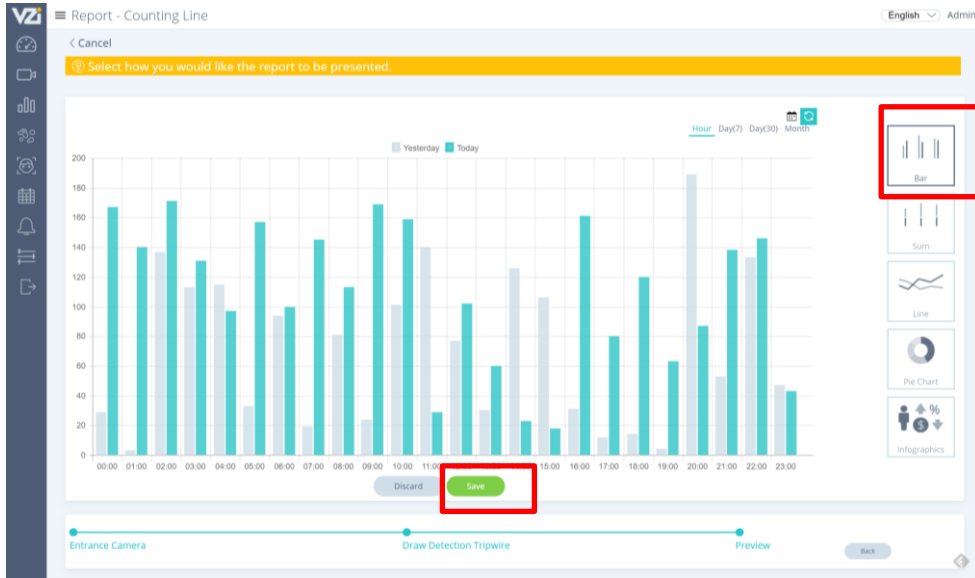 VZi
Report - Counting Line
English
Admin
Cancel
Select how you would like the report to be presented.
Hour Day(7) Day(30) Month
Yesterday Today
200
180
160
140
120
100
80
60
40
20
0
00:00 01:00 02:00 03:00 04:00 05:00 06:00 07:00 08:00 09:00 10:00 11:00 15:00 16:00 17:00 18:00 19:00 20:00 21:00 22:00 23:00
Discard Save
Bar
Sum
Line
Pie Chart
%
$
Infographics
Entrance Camera
Draw Detection Tripwire
Preview
Back